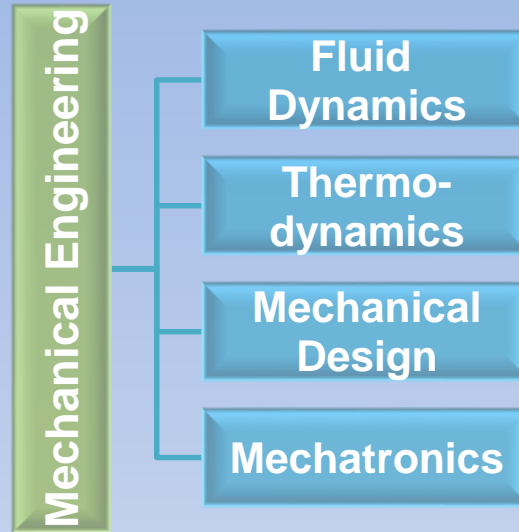 Mechanical Engineering
Fluid
Dynamics
Thermo-
dynamics
Mechanical
Design
Mechatronics